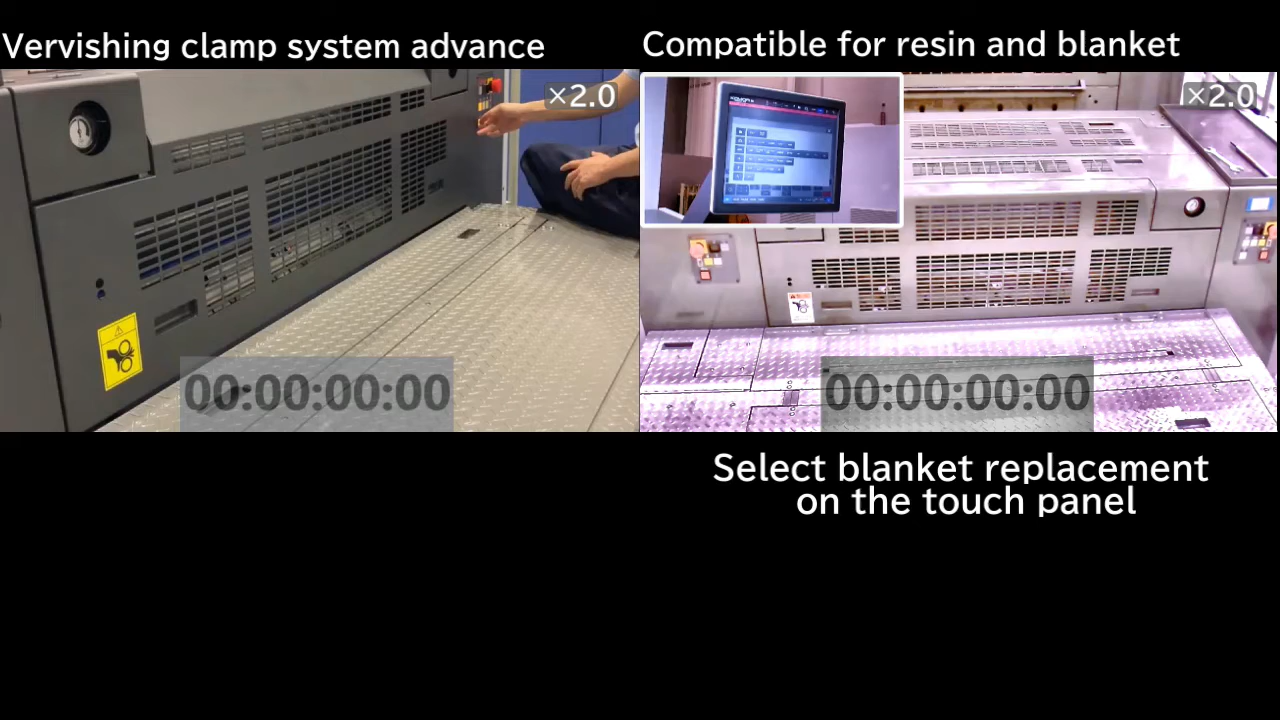 Vervishing clamp system advance
Compatible for resin and blanket
×2.0
×2.0
00:00:00:00
00:00:00:00
Select blanket replacement
on the touch panel